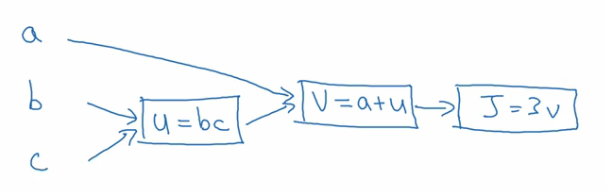 a
b
c
u = bc
V = a+u
J = 3v